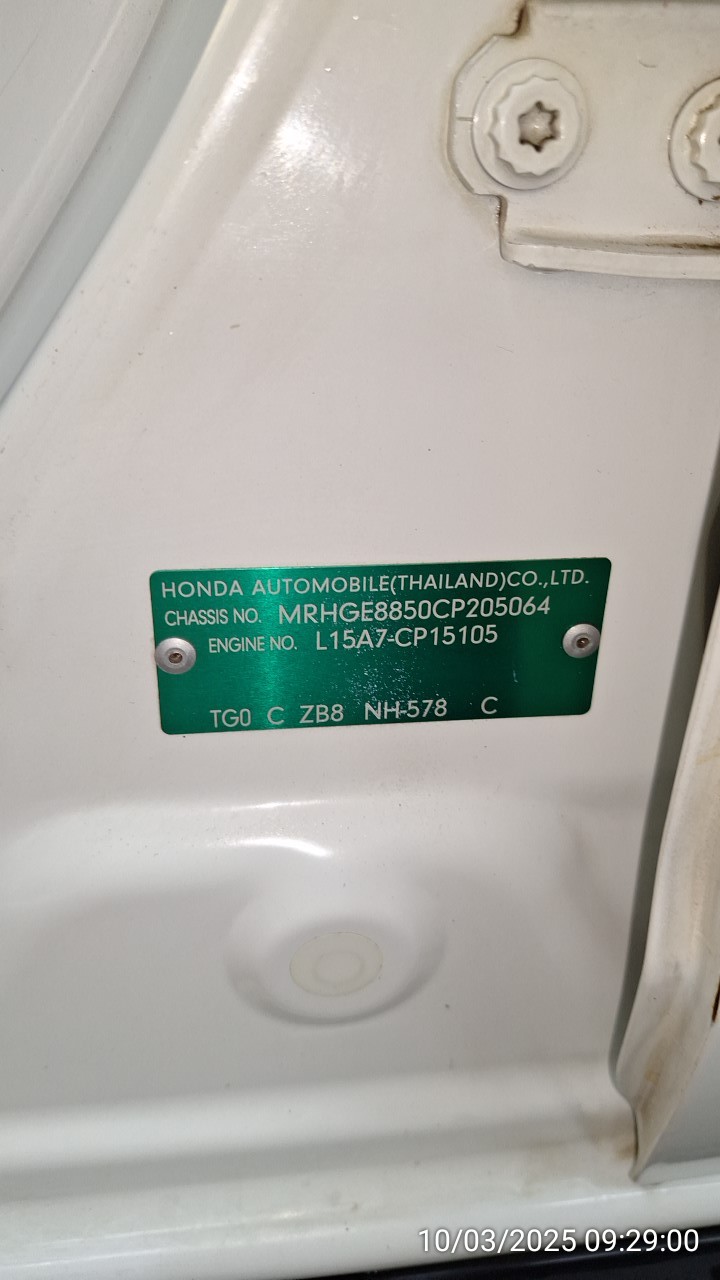 HONDA AUTOMOBILE(THAILAND)CO.,LTD.
CHASSIS NO. MRHGE8850CP205064
ENGINE NO. L15A7-CP15105
TG0 C ZB8 NH-578 C
10/03/2025 09:29:00